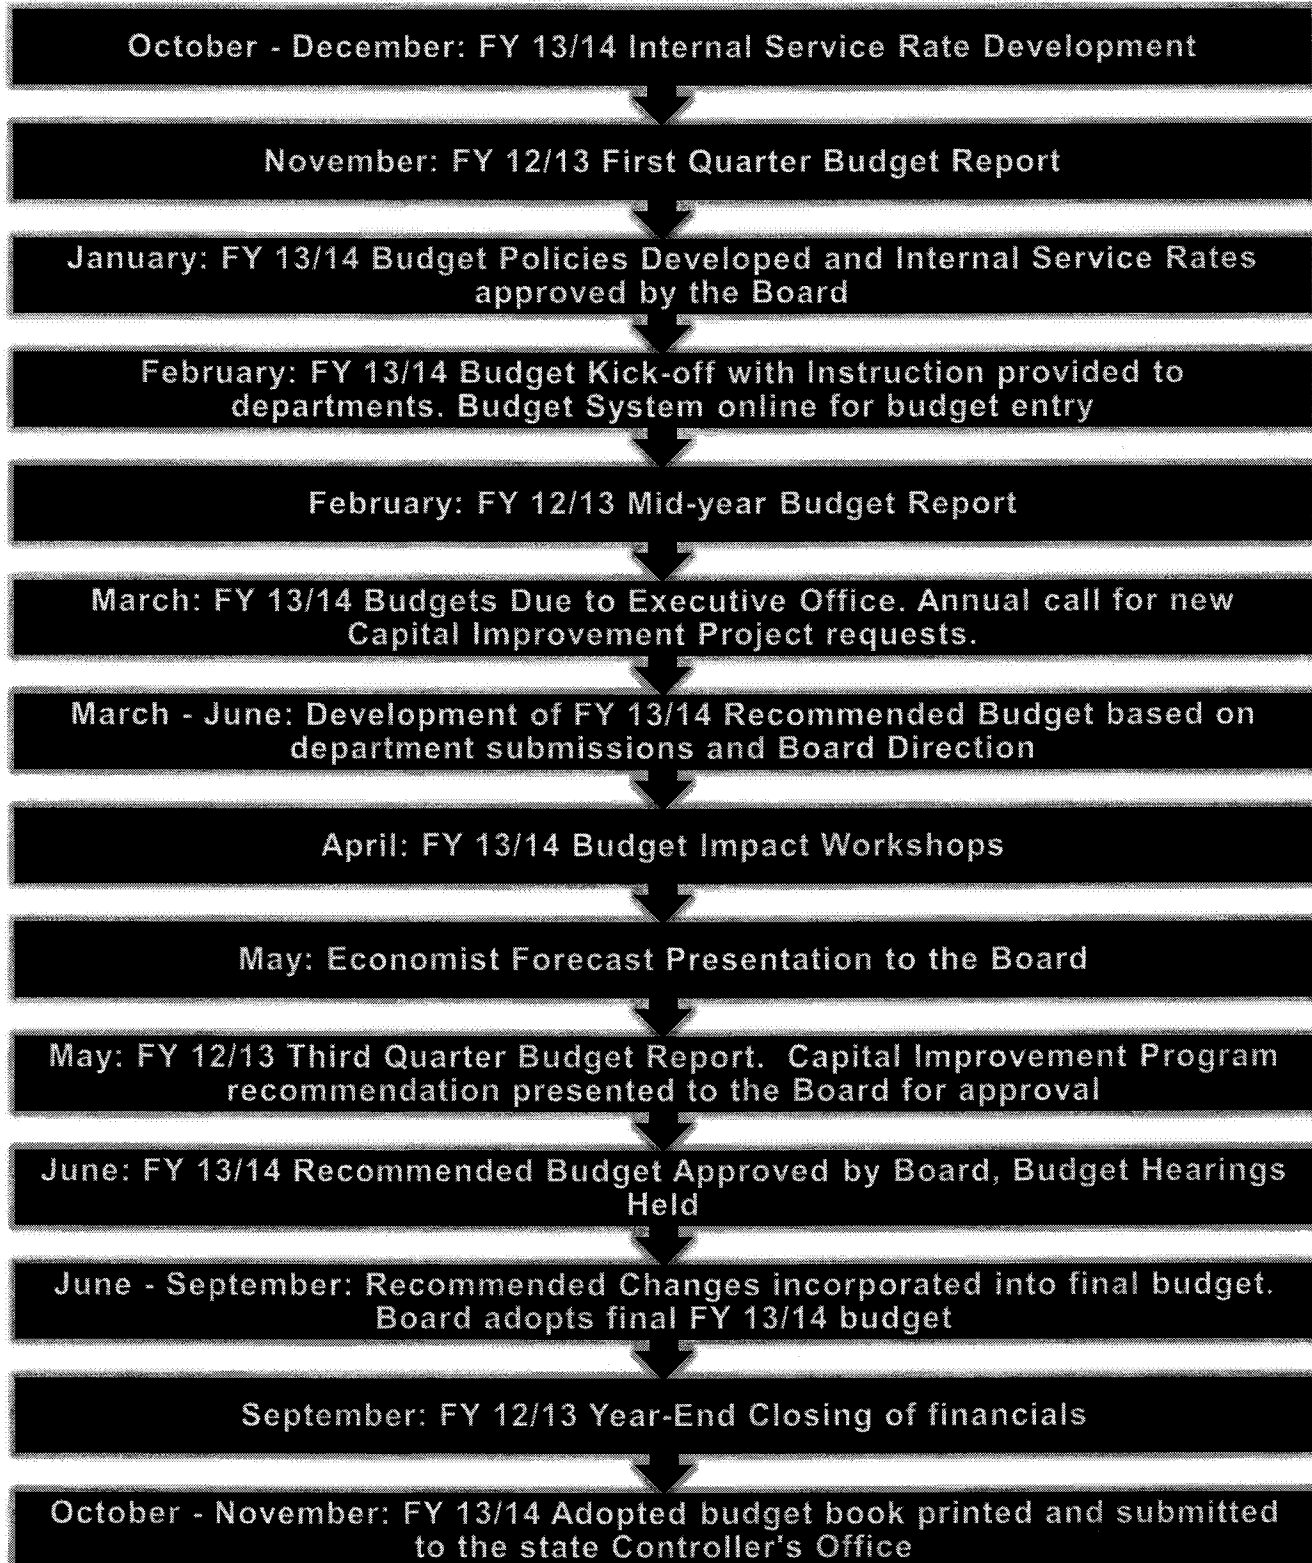 October - December: FY 13/14 Internal Service Rate Development
November: FY 12/13 First Quarter Budget Report
January: FY 13/14 Budget Policies Developed and Internal Service Rates
approved by the Board
February: FY 13/14 Budget Kick-off with Instruction provided to
departments. Budget System online for budget entry
February: FY 12/13 Mid-year Budget Report
March: FY 13/14 Budgets Due to Executive Office. Annual call for new
Capital Improvement Project requests.
March - June: Development of FY 13/14 Recommended Budget based on
department submissions and Board Direction
April: FY 13/14 Budget Impact Workshops
May: Economist Forecast Presentation to the Board
May: FY 12/13 Third Quarter Budget Report. Capital Improvement Program
recommendation presented to the Board for approval
June: FY 13/14 Recommended Budget Approved by Board, Budget Hearings
Held
June - September: Recommended Changes incorporated into final budget.
Board adopts final FY 13/14 budget
September: FY 12/13 Year-End Closing of financials
October - November: FY 13/14 Adopted budget book printed and submitted
to the state Controller's Office